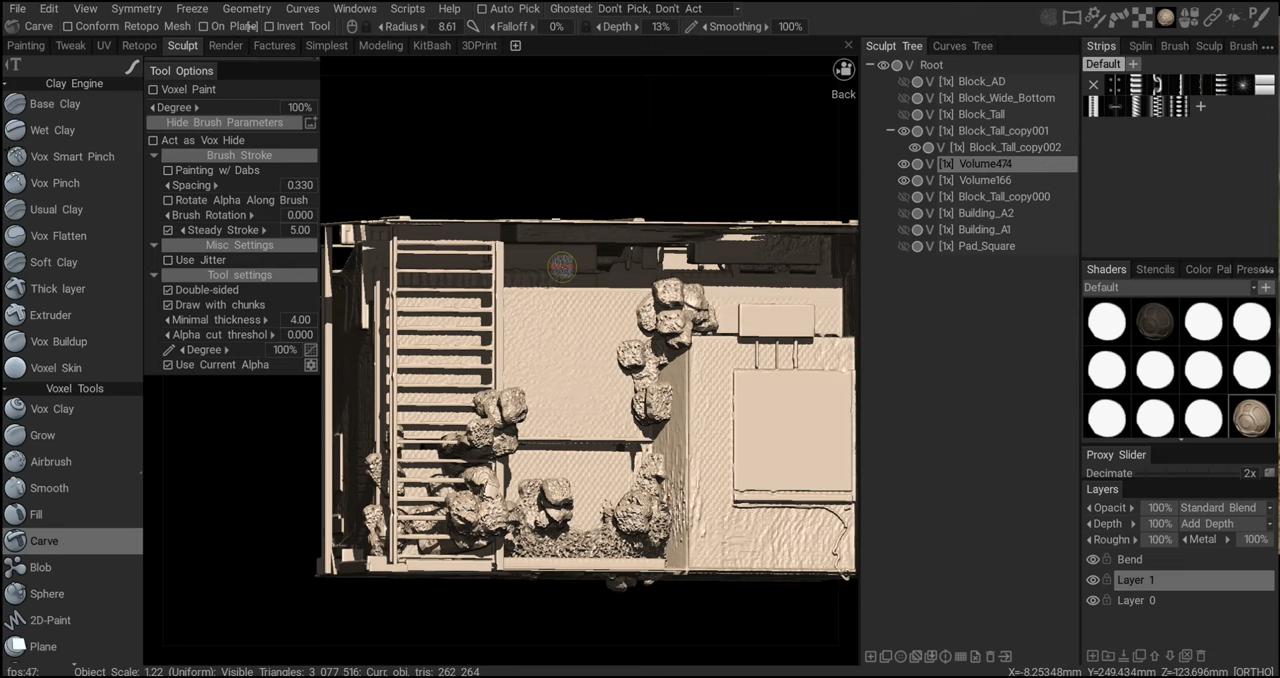 File Edit View Symmetry Freeze Geometry Curves Windows Scripts Help Auto Pick Ghosted: Don't Pick, Don't Act
Carve Conform Retopo Mesh On Plane Invert Tool Radius 8.61 Falloff 0% Depth 13% Smoothing 100%
Painting Tweak UV Retopo Sculpt Render Factures Simplest Modeling KitBash 3DPrint
Clay Engine
Base Clay
Wet Clay
Vox Smart Pinch
Vox Pinch
Usual Clay
Vox Flatten
Soft Clay
Thick layer
Extruder
Vox Buildup
Voxel Skin
Voxel Tools
Vox Clay
Grow
Airbrush
Smooth
Fill
Carve
Blob
Sphere
2D-Paint
Plane
Tool Options
Voxel Paint
Degree 100%
Hide Brush Parameters
Act as Vox Hide
Brush Stroke
Painting w/ Dabs
Spacing 0.330
Rotate Alpha Along Brush
Brush Rotation 0.000
Steady Stroke 5.00
Misc Settings
Use Jitter
Tool settings
Double-sided
Draw with chunks
Minimal thickness 4.00
Alpha cut threshol 0.000
Degree 100%
Use Current Alpha
Back
Sculpt Tree Curves Tree
V Root
V [1x] Block_AD
V [1x] Block_Wide_Bottom
V [1x] Block_Tall
V [1x] Block_Tall_copy001
V [1x] Block_Tall_copy002
V [1x] Volume474
V [1x] Volume166
V [1x] Block_Tall_copy000
V [1x] Building_A2
V [1x] Building_A1
V [1x] Pad_Square
Strips Splin Brush Sculp Brush
Default
Shaders Stencils Color Pal Presets
Default
Proxy Slider
Decimate 2x
Layers
Opacit 100% Standard Blend
Depth 100% Add Depth
Roughn 100% Metal 100%
Bend
Layer 1
Layer 0
fps:47; Object Scale: 1.22 (Uniform); Visible Triangles: 3 077 516; Curr. obj. tris: 262 264 X=-8.25348mm Y=249.434mm Z=-123.696mm [ORTHO]